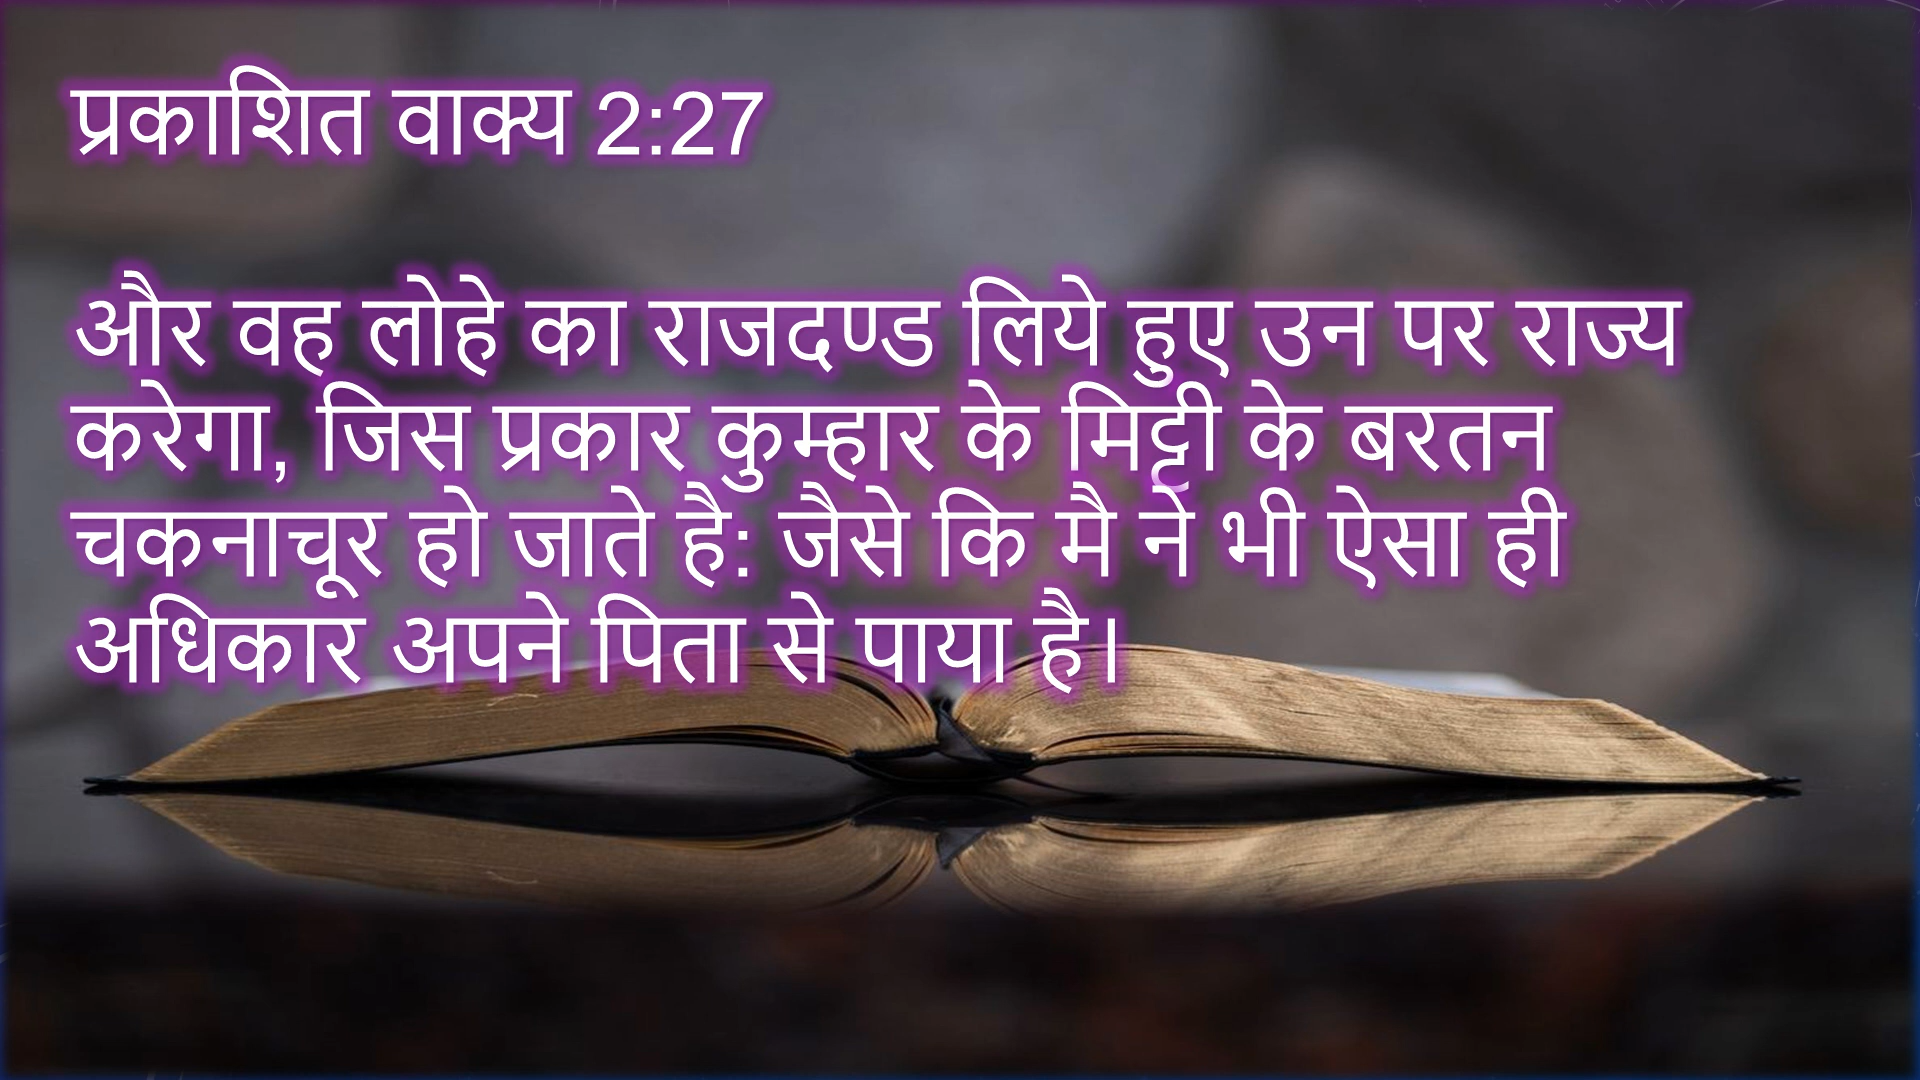 प्रकाशित वाक्य 2:27
और वह लोहे का राजदण्ड लिये हुए उन पर राज्य
करेगा, जिस प्रकार कुम्हार के मिट्टी के बरतन
चकनाचूर हो जाते है: जैसे कि मै ने भी ऐसा ही
अधिकार अपने पिता से पाया है।